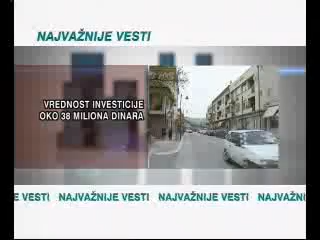 NAJVAŽNIJE VESTI
VREDNOST INVESTICIJE
OKO 38 MILIONA DINARA
VESTI NAJVAŽNIJE VESTI NAJVAŽNIJE VESTI NAJVAŽNIJE